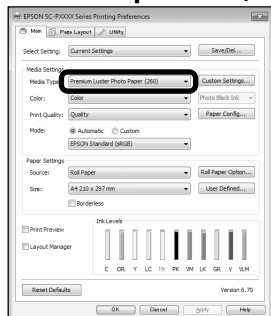 EPSON SC-PXXXX Series Printing Preferences
Main Page Layout Utility
Select Setting: Current Settings Save/Del...
Media Settings
Media Type: Premium Luster Photo Paper (260) Custom Settings...
Color: Color Photo Black Ink
Print Quality: Quality Paper Config...
Mode: Automatic Custom
EPSON Standard (sRGB)
Paper Settings
Source: Roll Paper Roll Paper Option...
Size: A4 210 x 297 mm User Defined...
Borderless
Ink Levels
Print Preview
Layout Manager
C OR Y LC MK PK VM LK GR V VLM
Reset Defaults Version 6.70
OK Cancel Apply Help